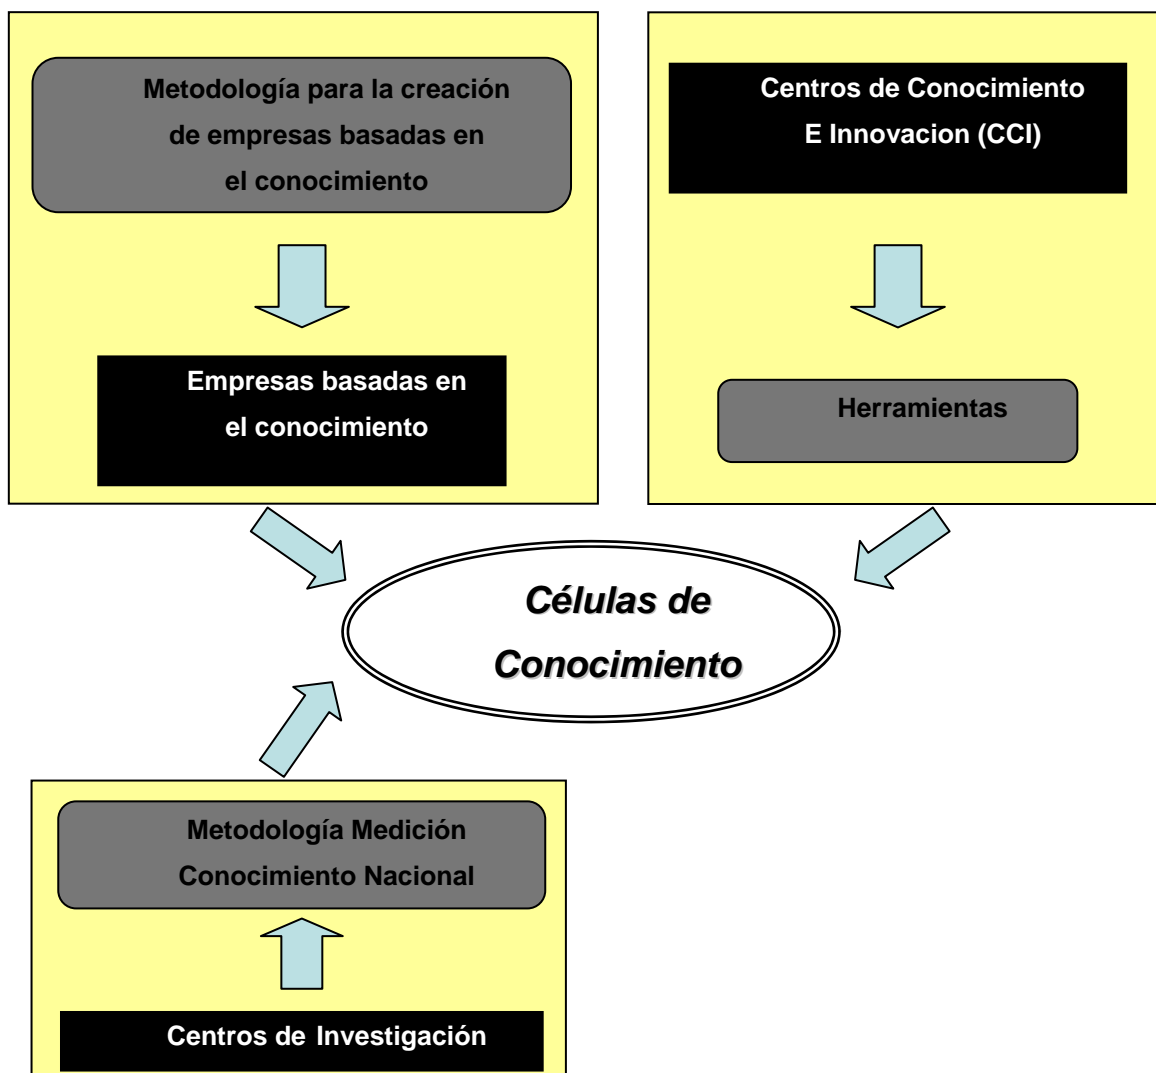 Metodología para la creación
de empresas basadas en
el conocimiento
Empresas basadas en
el conocimiento
Centros de Conocimiento
E Innovacion (CCI)
Herramientas
Células de
Conocimiento
Metodología Medición
Conocimiento Nacional
Centros de Investigación